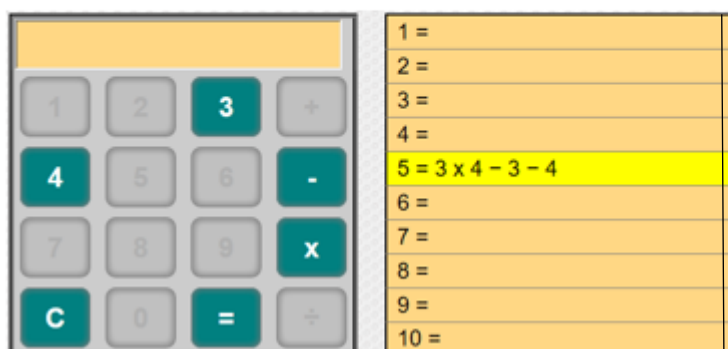 1 2 3 +
4 5 6 -
7 8 9 x
C 0 = ÷
1 =
2 =
3 =
4 =
5 = 3 x 4 − 3 − 4
6 =
7 =
8 =
9 =
10 =